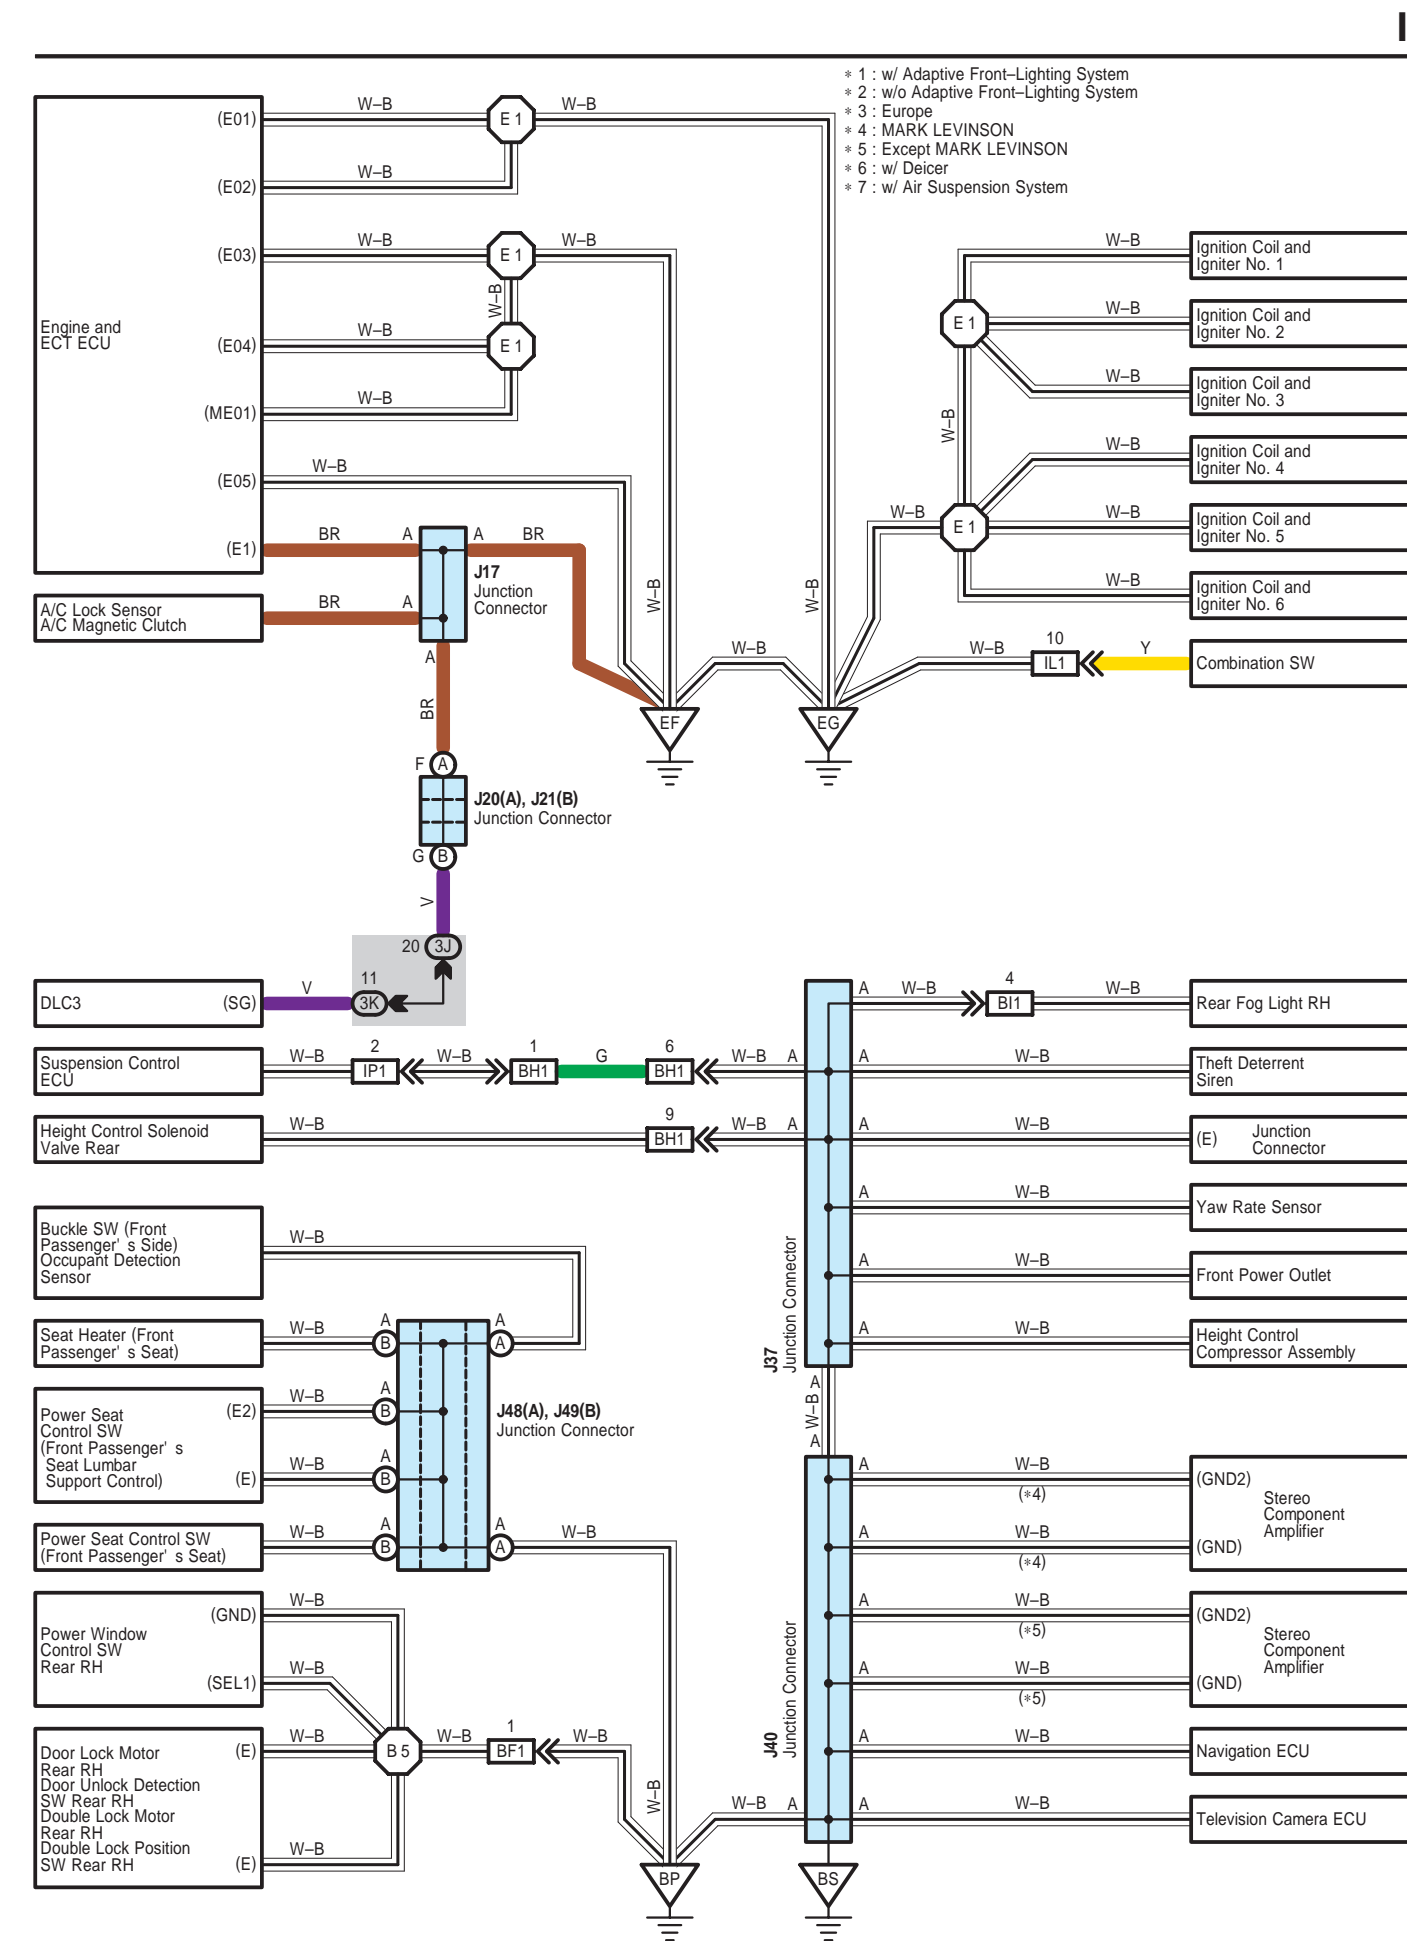 I
* 1 : w/ Adaptive Front–Lighting System
* 2 : w/o Adaptive Front–Lighting System
* 3 : Europe
* 4 : MARK LEVINSON
* 5 : Except MARK LEVINSON
* 6 : w/ Deicer
* 7 : w/ Air Suspension System
Engine and
ECT ECU
(E01) W–B E 1 W–B
(E02) W–B
(E03) W–B E 1 W–B
W–B
(E04) W–B E 1
(ME01) W–B
(E05) W–B
(E1) BR A A BR
J17
Junction
Connector
A/C Lock Sensor
A/C Magnetic Clutch
BR A
A
BR
W–B
W–B
W–B
EF
EG
W–B Ignition Coil and
Igniter No. 1
E 1 W–B Ignition Coil and
Igniter No. 2
W–B Ignition Coil and
Igniter No. 3
W–B
W–B Ignition Coil and
Igniter No. 4
W–B E 1 W–B Ignition Coil and
Igniter No. 5
W–B Ignition Coil and
Igniter No. 6
W–B 10 IL1 Y Combination SW
F A
J20(A), J21(B)
Junction Connector
G B
V
20 3J
11
3K
DLC3 (SG) V
Suspension Control
ECU
W–B 2 IP1 W–B 1 BH1 G 6 BH1 W–B A
Height Control Solenoid
Valve Rear
W–B 9 BH1 W–B A
A W–B 4 BI1 W–B Rear Fog Light RH
A W–B Theft Deterrent
Siren
A W–B (E) Junction
Connector
A W–B Yaw Rate Sensor
A W–B Front Power Outlet
A W–B Height Control
Compressor Assembly
J37
Junction Connector
A
W–B
A
Buckle SW (Front
Passenger' s Side)
Occupant Detection
Sensor
W–B
Seat Heater (Front
Passenger' s Seat)
W–B A B A A
Power Seat
Control SW
(Front Passenger' s
Seat Lumbar
Support Control)
(E2) W–B A B
(E) W–B A B
J48(A), J49(B)
Junction Connector
Power Seat Control SW
(Front Passenger' s Seat)
W–B A B A A W–B
Power Window
Control SW
Rear RH
(GND) W–B
(SEL1) W–B
Door Lock Motor
Rear RH
Door Unlock Detection
SW Rear RH
Double Lock Motor
Rear RH
Double Lock Position
SW Rear RH
(E) W–B B 5 W–B 1 BF1 W–B
(E) W–B
W–B
W–B A
A W–B (GND2)
(*4)
A W–B (GND)
(*4)
Stereo
Component
Amplifier
A W–B (GND2)
(*5)
A W–B (GND)
(*5)
Stereo
Component
Amplifier
J40
Junction Connector
A W–B Navigation ECU
A W–B Television Camera ECU
BP
BS